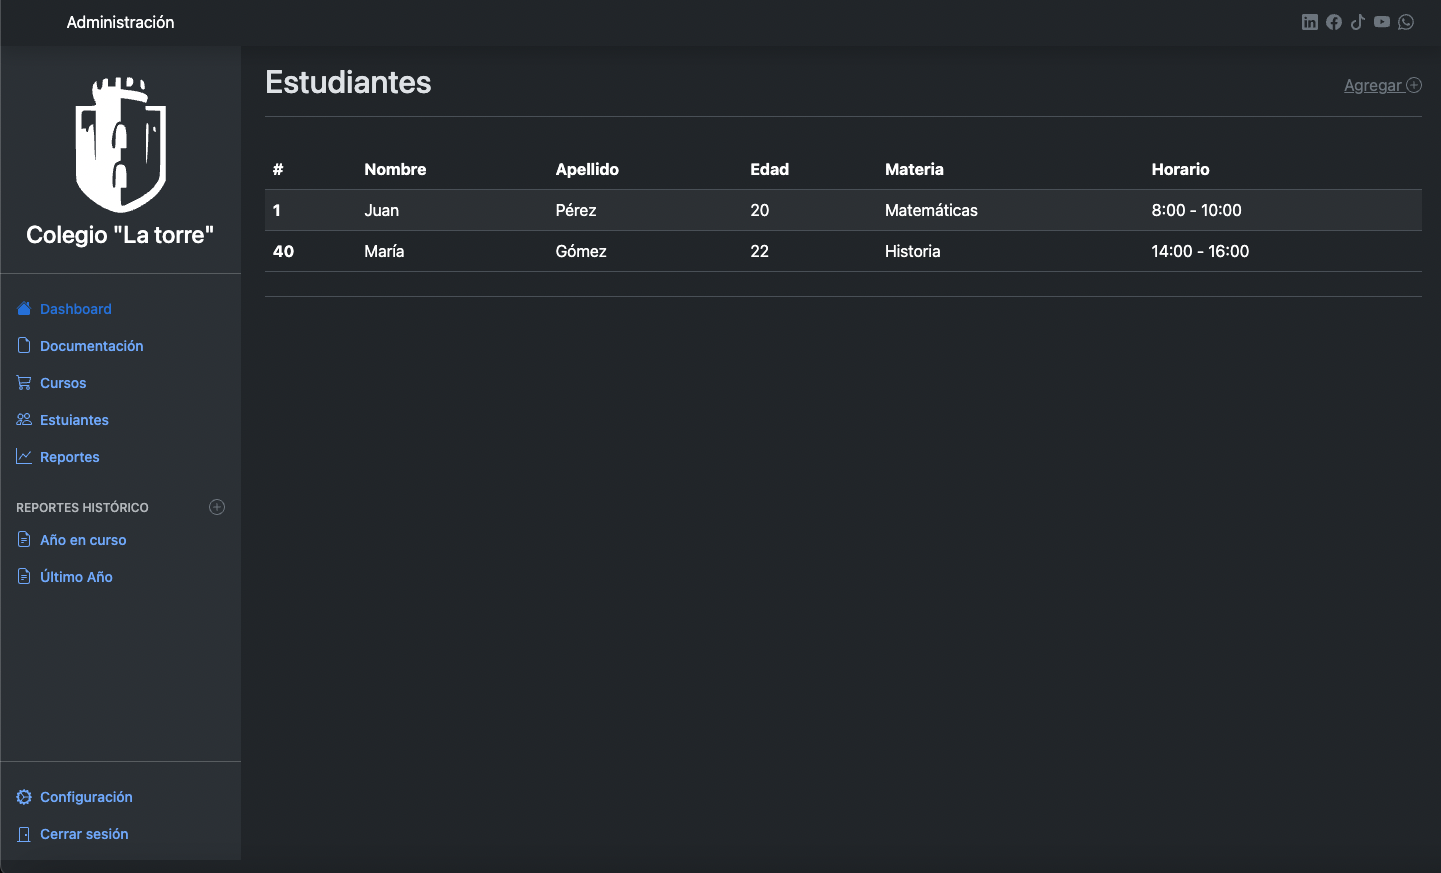 Administración
Colegio "La torre"
Dashboard
Documentación
Cursos
Estuiantes
Reportes
REPORTES HISTÓRICO
Año en curso
Último Año
Configuración
Cerrar sesión
Estudiantes
Agregar
# Nombre Apellido Edad Materia Horario
1 Juan Pérez 20 Matemáticas 8:00 - 10:00
40 María Gómez 22 Historia 14:00 - 16:00